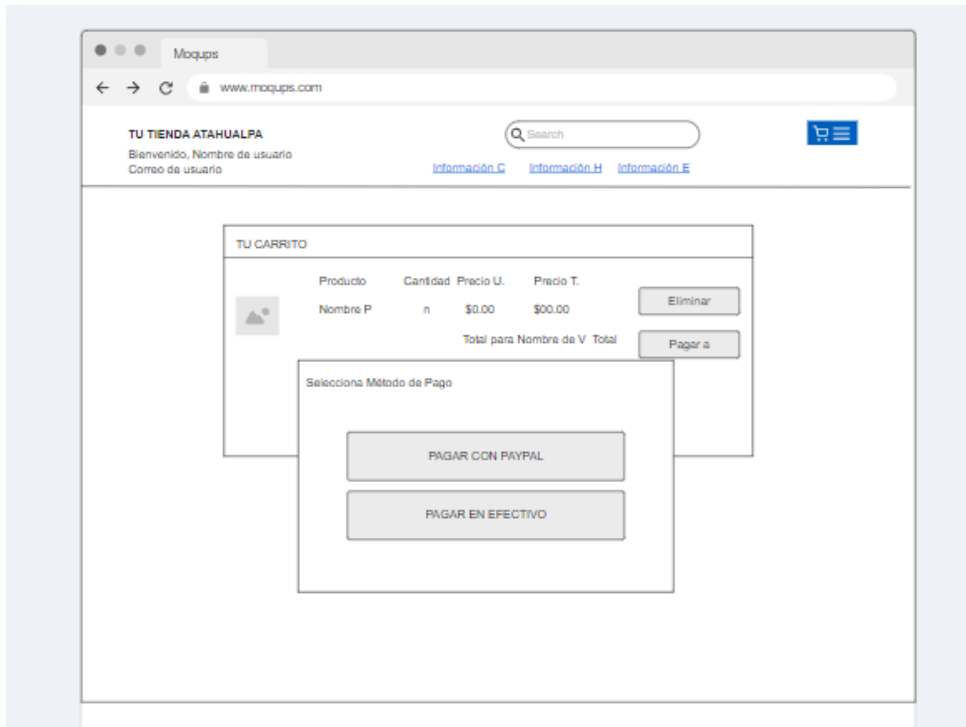 Moqups
www.moqups.com
TU TIENDA ATAHUALPA
Search
Bienvenido, Nombre de usuario
Correo de usuario
Información C Información H Información E
TU CARRITO
Producto Cantidad Precio U. Precio T.
Nombre P n $0.00 $00.00
Eliminar
Total para Nombre de V Total
Pagar a
Selecciona Método de Pago
PAGAR CON PAYPAL
PAGAR EN EFECTIVO